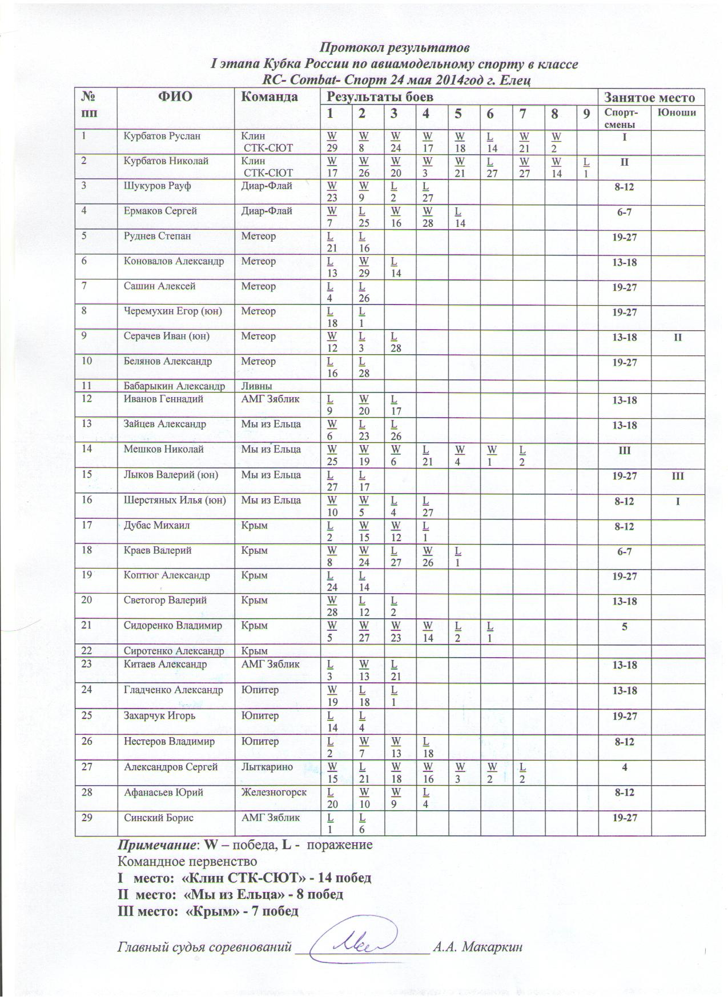 Протокол результатов
I этапа Кубка России по авиамодельному спорту в классе
RC- Combat- Спорт 24 мая 2014год г. Елец
№ пп ФИО Команда Результаты боев Занятое место
1 2 3 4 5 6 7 8 9 Спорт-смены Юноши
1 Курбатов Руслан Клин W W W W W L W W I
СТК-СЮТ 29 8 24 17 18 14 21 2
2 Курбатов Николай Клин W W W W W L W W L II
СТК-СЮТ 17 26 20 3 21 27 27 14 1
3 Шукуров Рауф Диар-Флай W W L L 8-12
23 9 2 27
4 Ермаков Сергей Диар-Флай W L W W L 6-7
7 25 16 28 14
5 Руднев Степан Метеор L L 19-27
21 16
6 Коновалов Александр Метеор L W L 13-18
13 29 14
7 Сашин Алексей Метеор L L 19-27
4 26
8 Черемухин Егор (юн) Метеор L L 19-27
18 1
9 Серачев Иван (юн) Метеор W L L 13-18 II
12 3 28
10 Белянов Александр Метеор L L 19-27
16 28
11 Бабарыкин Александр Ливны
12 Иванов Геннадий АМГ Зяблик L W L 13-18
9 20 17
13 Зайцев Александр Мы из Ельца W L L 13-18
6 23 26
14 Мешков Николай Мы из Ельца W W W L W W L III
25 19 6 21 4 1 2
15 Лыков Валерий (юн) Мы из Ельца L L 19-27 III
27 17
16 Шерстяных Илья (юн) Мы из Ельца W W L L 8-12 I
10 5 4 27
17 Дубас Михаил Крым L W W L 8-12
2 15 12 1
18 Краев Валерий Крым W W L W L 6-7
8 24 27 26 1
19 Коптюг Александр Крым L L 19-27
24 14
20 Светогор Валерий Крым W L L 13-18
28 12 2
21 Сидоренко Владимир Крым W W W W L L 5
5 27 23 14 2 1
22 Сиротенко Александр Крым
23 Китаев Александр АМГ Зяблик L W L 13-18
3 13 21
24 Гладченко Александр Юпитер W L L 13-18
19 18 1
25 Захарчук Игорь Юпитер L L 19-27
14 4
26 Нестеров Владимир Юпитер L W W L 8-12
2 7 13 18
27 Александров Сергей Лыткарино W L W W W W L 4
15 21 18 16 3 2 2
28 Афанасьев Юрий Железногорск L W W L 8-12
20 10 9 4
29 Синский Борис АМГ Зяблик L L 19-27
1 6
Примечание: W – победа, L - поражение
Командное первенство
I место: «Клин СТК-СЮТ» - 14 побед
II место: «Мы из Ельца» - 8 побед
III место: «Крым» - 7 побед
Главный судья соревнований А.А. Макаркин